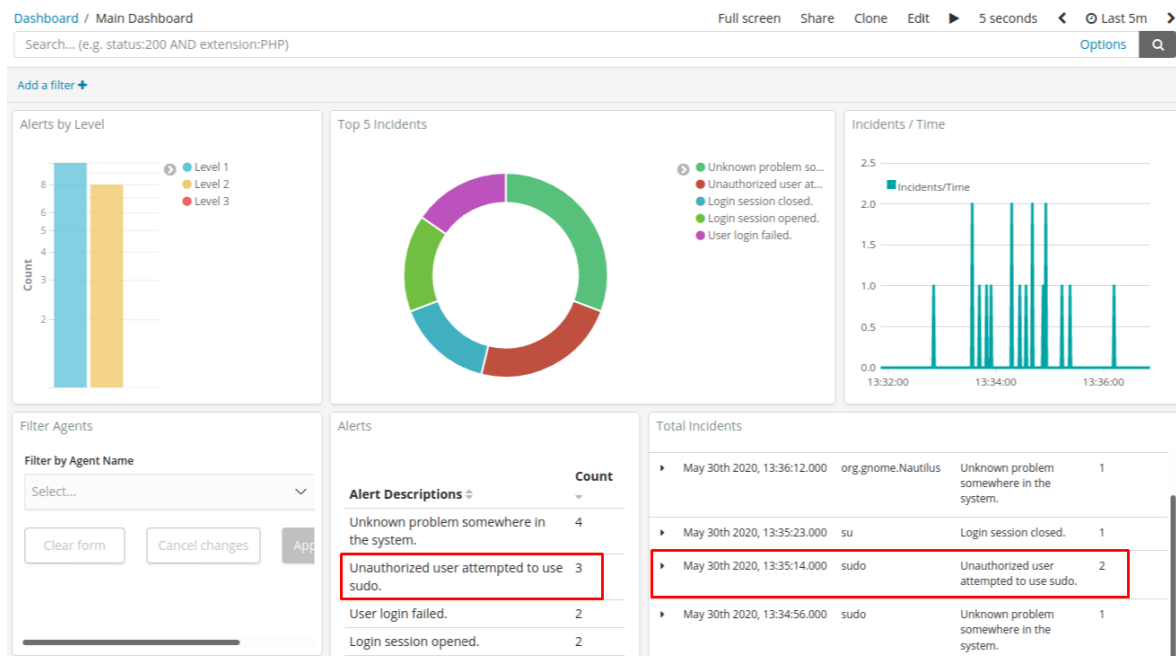 Dashboard / Main Dashboard
Full screen Share Clone Edit 5 seconds Last 5m
Search... (e.g. status:200 AND extension:PHP)
Options
Add a filter
Alerts by Level
8
6
5
4
3
2
Count
Level 1
Level 2
Level 3
Top 5 Incidents
Unknown problem so...
Unauthorized user at...
Login session closed.
Login session opened.
User login failed.
Incidents / Time
2.5
Incidents/Time
2.0
1.5
1.0
0.5
0.0
13:32:00 13:34:00 13:36:00
Filter Agents
Filter by Agent Name
Select...
Clear form Cancel changes App
Alerts
Alert Descriptions Count
Unknown problem somewhere in 4
the system.
Unauthorized user attempted to use 3
sudo.
User login failed. 2
Login session opened. 2
Total Incidents
May 30th 2020, 13:36:12.000 org.gnome.Nautilus Unknown problem 1
somewhere in the
system.
May 30th 2020, 13:35:23.000 su Login session closed. 1
May 30th 2020, 13:35:14.000 sudo Unauthorized user 2
attempted to use sudo.
May 30th 2020, 13:34:56.000 sudo Unknown problem 1
somewhere in the
system.